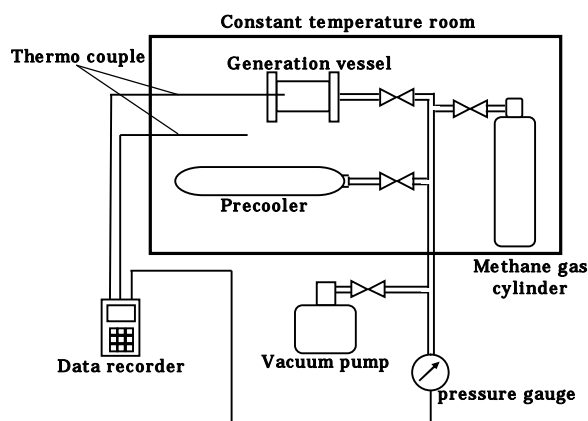 Constant temperature room
Thermo couple
Generation vessel
Precooler
Methane gas
cylinder
Vacuum pump
Data recorder
pressure gauge